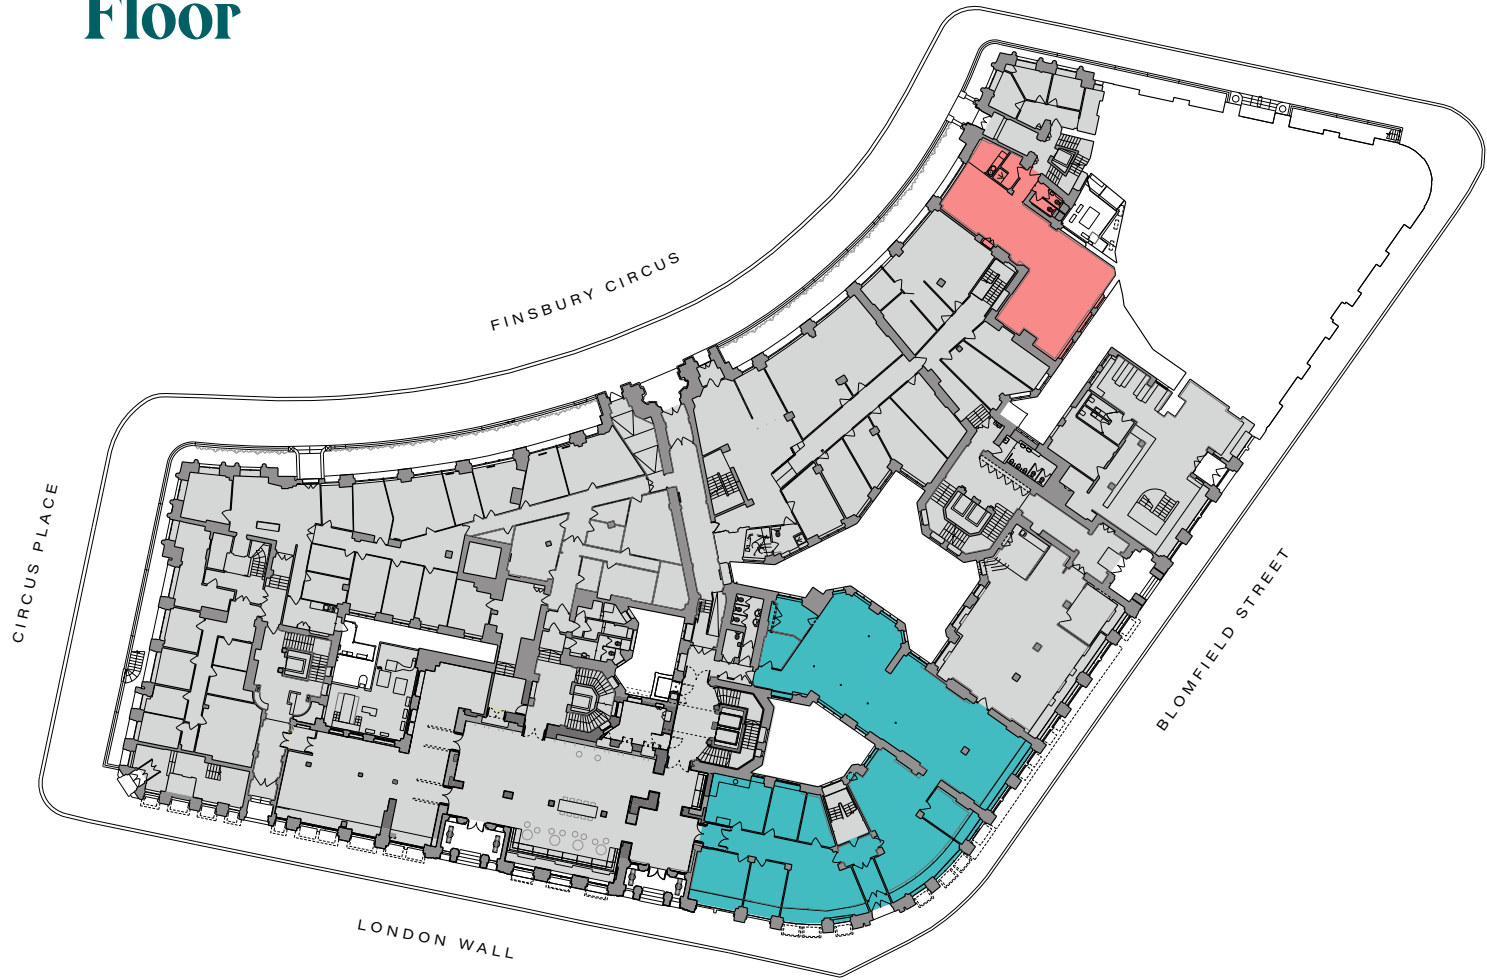 Floor
FINSBURY CIRCUS
CIRCUS PLACE
BLOMFIELD STREET
LONDON WALL